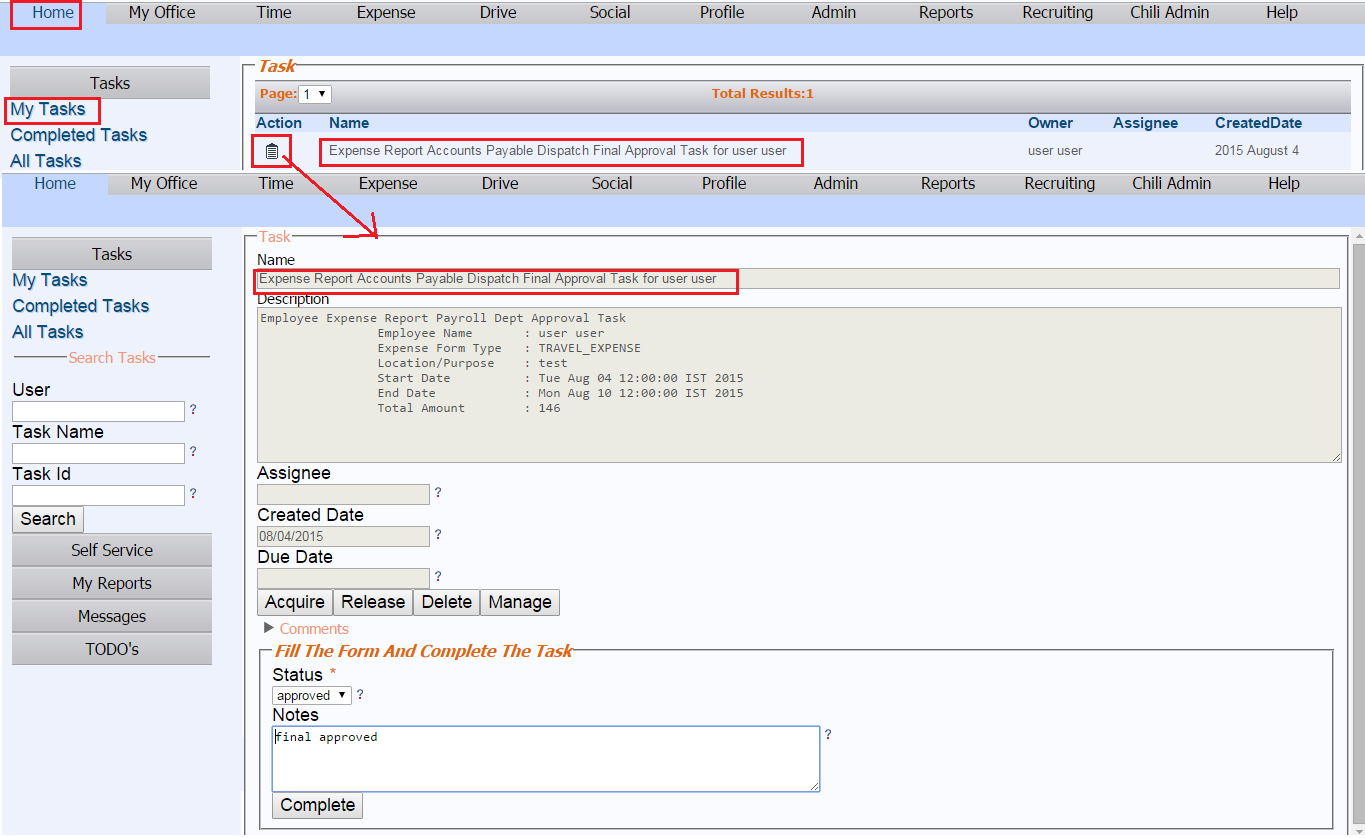 Home My Office Time Expense Drive Social Profile Admin Reports Recruiting Chili Admin Help
Tasks
My Tasks
Completed Tasks
All Tasks
Task
Page: 1 Total Results:1
Action Name Owner Assignee CreatedDate
Expense Report Accounts Payable Dispatch Final Approval Task for user user user user 2015 August 4
Home My Office Time Expense Drive Social Profile Admin Reports Recruiting Chili Admin Help
Tasks
My Tasks
Completed Tasks
All Tasks
Search Tasks
User
?
Task Name
?
Task Id
?
Search
Self Service
My Reports
Messages
TODO's
Task
Name
Expense Report Accounts Payable Dispatch Final Approval Task for user user
Description
Employee Expense Report Payroll Dept Approval Task
Employee Name : user user
Expense Form Type : TRAVEL_EXPENSE
Location/Purpose : test
Start Date : Tue Aug 04 12:00:00 IST 2015
End Date : Mon Aug 10 12:00:00 IST 2015
Total Amount : 146
Assignee
?
Created Date
08/04/2015 ?
Due Date
?
Acquire Release Delete Manage
Comments
Fill The Form And Complete The Task
Status *
approved ?
Notes
final approved ?
Complete